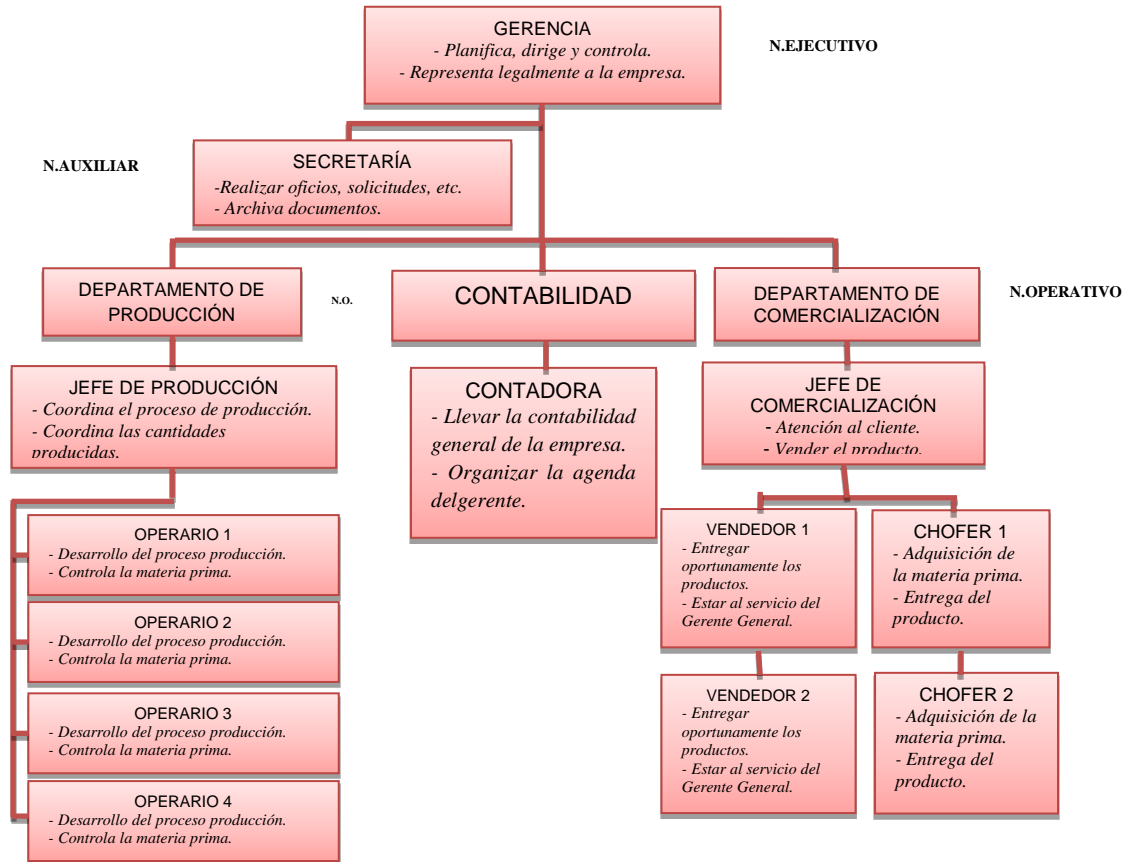 GERENCIA
- Planifica, dirige y controla.
- Representa legalmente a la empresa.
N.EJECUTIVO
N.AUXILIAR
SECRETARÍA
-Realizar oficios, solicitudes, etc.
- Archiva documentos.
DEPARTAMENTO DE
PRODUCCIÓN
N.O.
CONTABILIDAD
DEPARTAMENTO DE
COMERCIALIZACIÓN
N.OPERATIVO
JEFE DE PRODUCCIÓN
- Coordina el proceso de producción.
- Coordina las cantidades
producidas.
CONTADORA
- Llevar la contabilidad
general de la empresa.
- Organizar la agenda
delgerente.
JEFE DE
COMERCIALIZACIÓN
- Atención al cliente.
- Vender el producto.
OPERARIO 1
- Desarrollo del proceso producción.
- Controla la materia prima.
OPERARIO 2
- Desarrollo del proceso producción.
- Controla la materia prima.
OPERARIO 3
- Desarrollo del proceso producción.
- Controla la materia prima.
OPERARIO 4
- Desarrollo del proceso producción.
- Controla la materia prima.
VENDEDOR 1
- Entregar
oportunamente los
productos.
- Estar al servicio del
Gerente General.
CHOFER 1
- Adquisición de
la materia prima.
- Entrega del
producto.
VENDEDOR 2
- Entregar
oportunamente los
productos.
- Estar al servicio del
Gerente General.
CHOFER 2
- Adquisición de la
materia prima.
- Entrega del
producto.